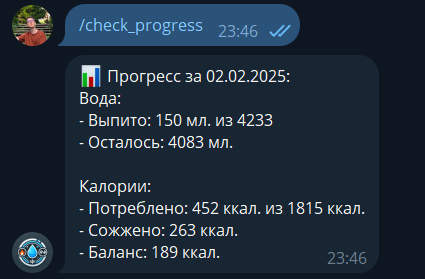 /check_progress
23:46
Прогресс за 02.02.2025:
Вода:
- Выпито: 150 мл. из 4233
- Осталось: 4083 мл.
Калории:
- Потреблено: 452 ккал. из 1815 ккал.
- Сожжено: 263 ккал.
- Баланс: 189 ккал.
23:46